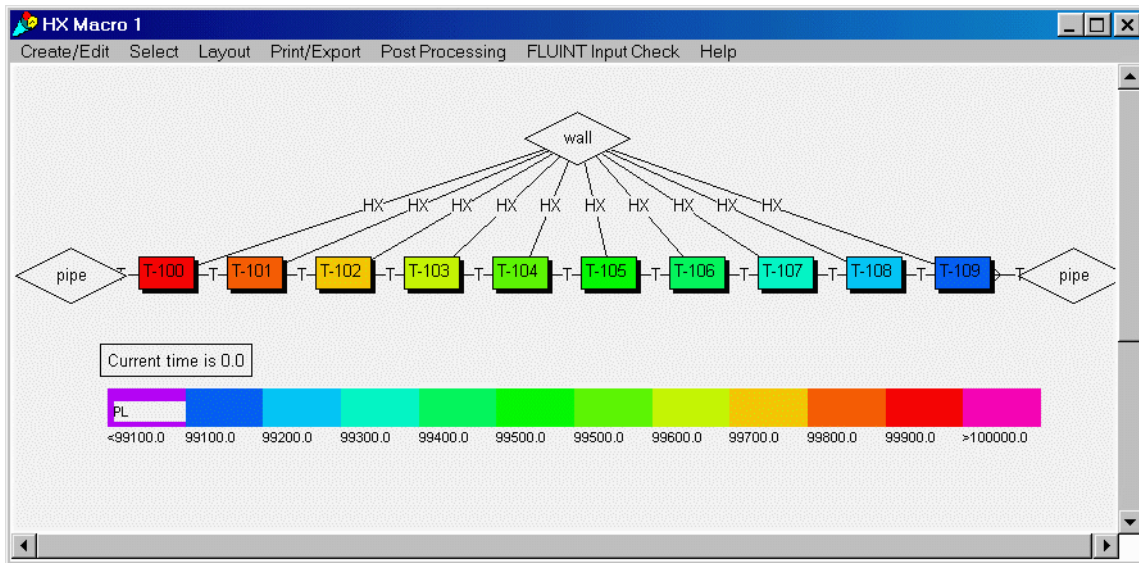 HX Macro 1
Create/Edit Select Layout Print/Export Post Processing FLUINT Input Check Help
wall
HX HX HX HX HX HX HX HX HX HX
pipe T T-100 T T-101 T T-102 T T-103 T T-104 T T-105 T T-106 T T-107 T T-108 T T-109 T pipe
Current time is 0.0
PL
<99100.0 99100.0 99200.0 99300.0 99400.0 99500.0 99500.0 99600.0 99700.0 99800.0 99900.0 >100000.0